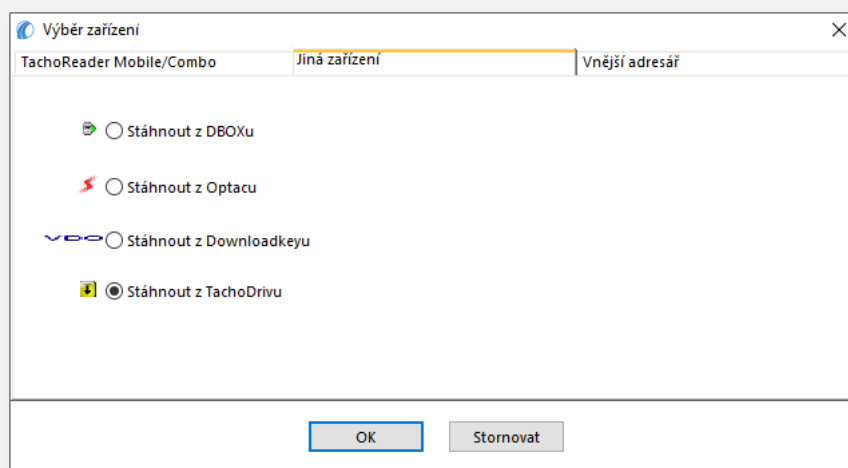 Výběr zařízení
TachoReader Mobile/Combo
Jiná zařízení
Vnější adresář
Stáhnout z DBOXu
Stáhnout z Optacu
VDO Stáhnout z Downloadkeyu
Stáhnout z TachoDrivu
OK
Stornovat